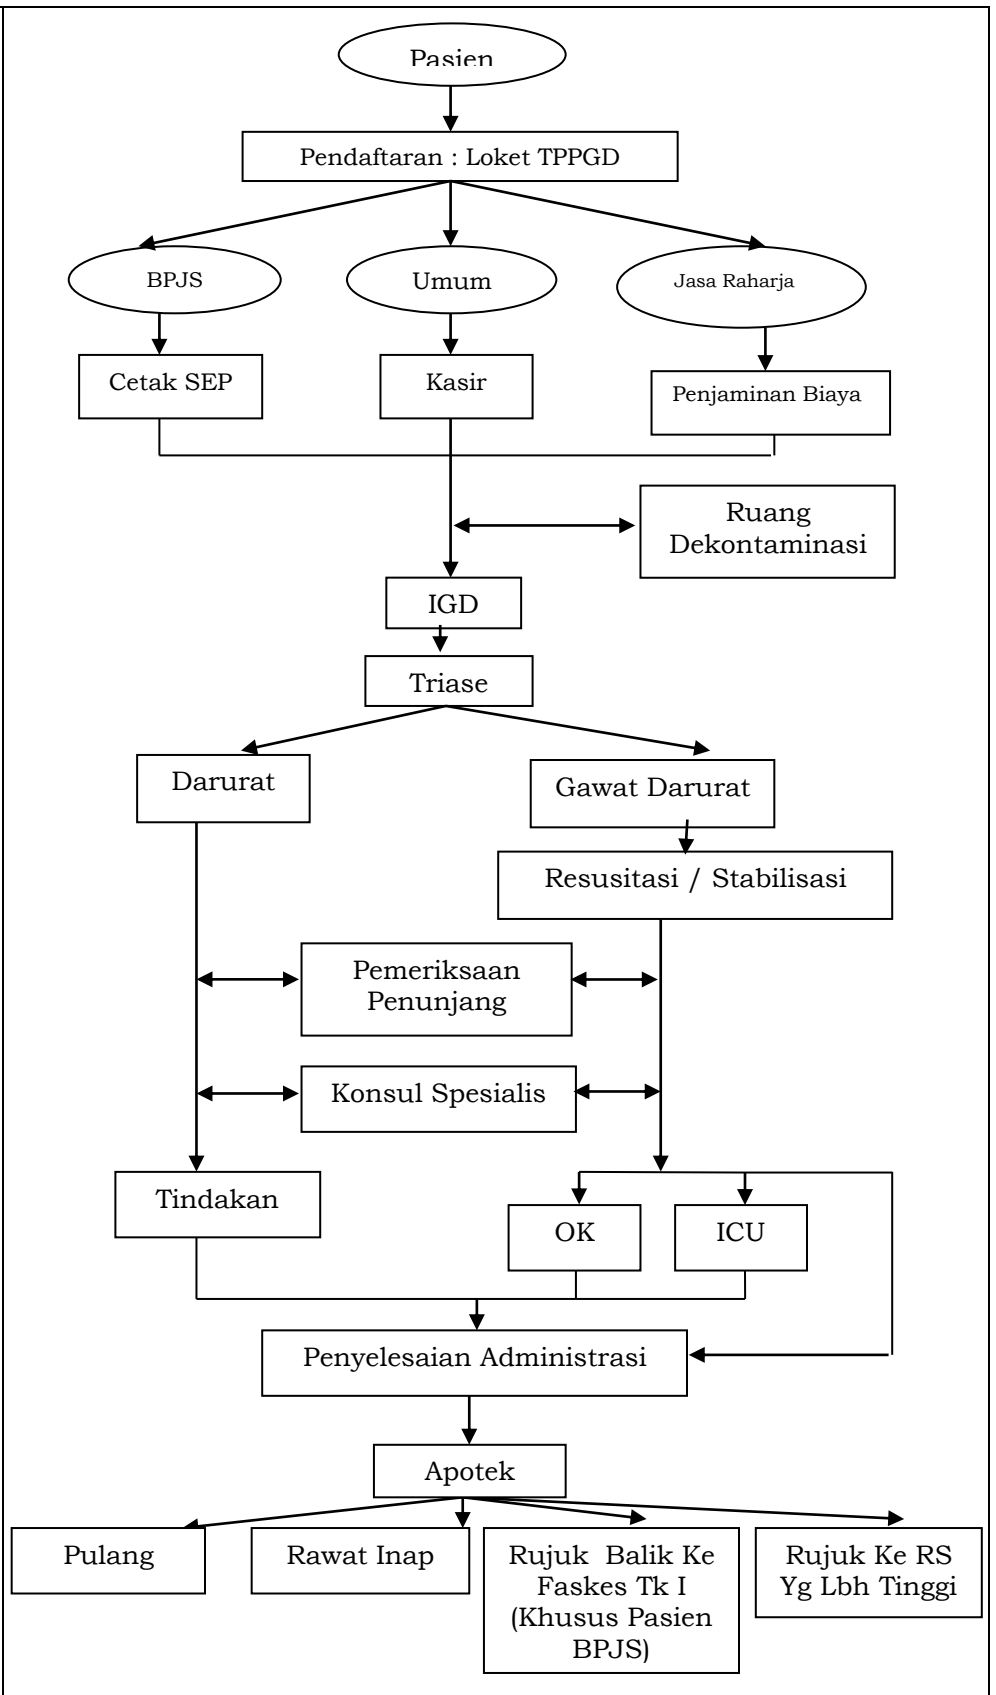 Pasien
Pendaftaran : Loket TPPGD
BPJS
Umum
Jasa Raharja
Cetak SEP
Kasir
Penjaminan Biaya
Ruang
Dekontaminasi
IGD
Triase
Darurat
Gawat Darurat
Resusitasi / Stabilisasi
Pemeriksaan
Penunjang
Konsul Spesialis
Tindakan
OK
ICU
Penyelesaian Administrasi
Apotek
Pulang
Rawat Inap
Rujuk  Balik Ke
Faskes Tk I
(Khusus Pasien
BPJS)
Rujuk Ke RS
Yg Lbh Tinggi